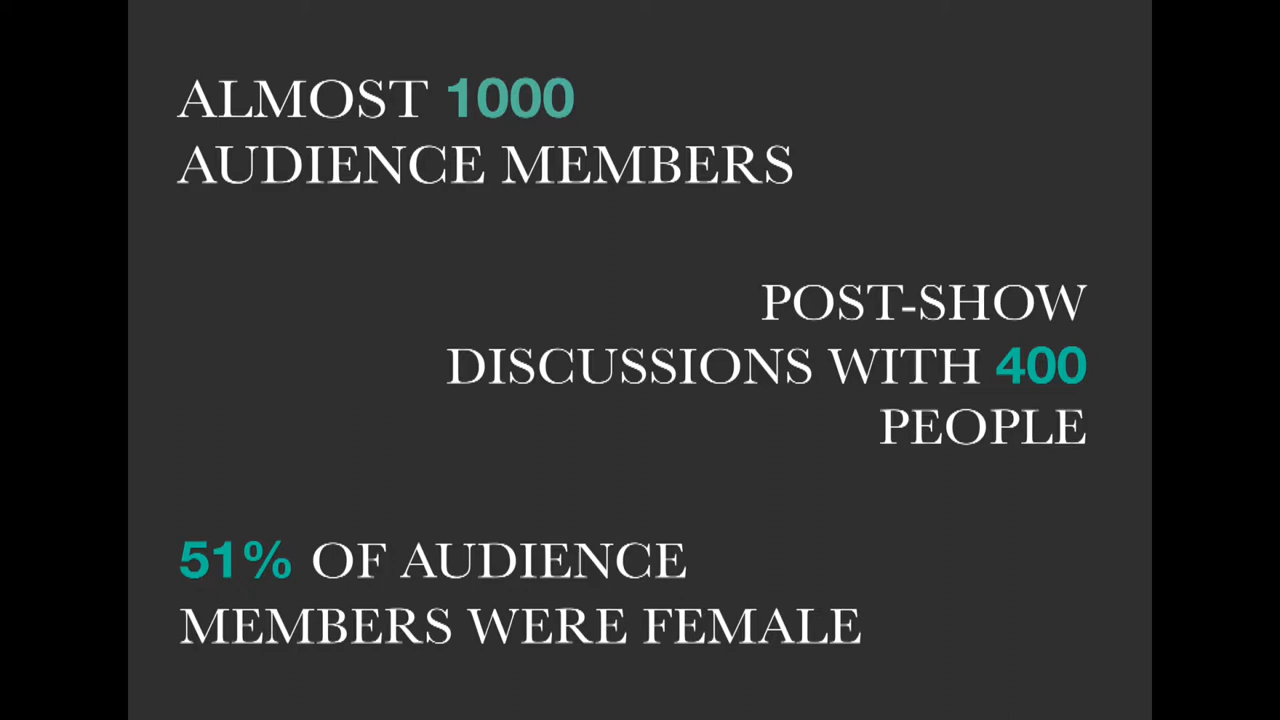 ALMOST 1000
AUDIENCE MEMBERS
POST-SHOW
DISCUSSIONS WITH 400
PEOPLE
51% OF AUDIENCE
MEMBERS WERE FEMALE